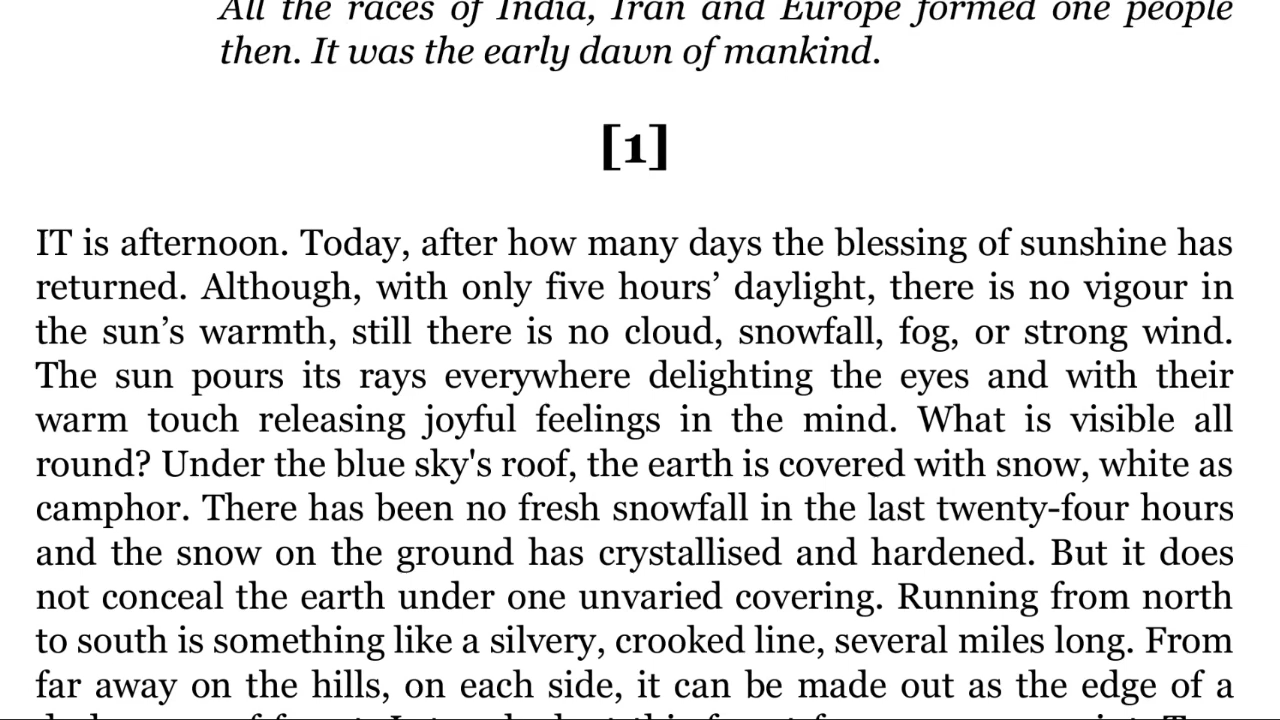 All the races of India, Iran and Europe formed one people
then. It was the early dawn of mankind.
[1]
IT is afternoon. Today, after how many days the blessing of sunshine has
returned. Although, with only five hours’ daylight, there is no vigour in
the sun’s warmth, still there is no cloud, snowfall, fog, or strong wind.
The sun pours its rays everywhere delighting the eyes and with their
warm touch releasing joyful feelings in the mind. What is visible all
round? Under the blue sky's roof, the earth is covered with snow, white as
camphor. There has been no fresh snowfall in the last twenty-four hours
and the snow on the ground has crystallised and hardened. But it does
not conceal the earth under one unvaried covering. Running from north
to south is something like a silvery, crooked line, several miles long. From
far away on the hills, on each side, it can be made out as the edge of a